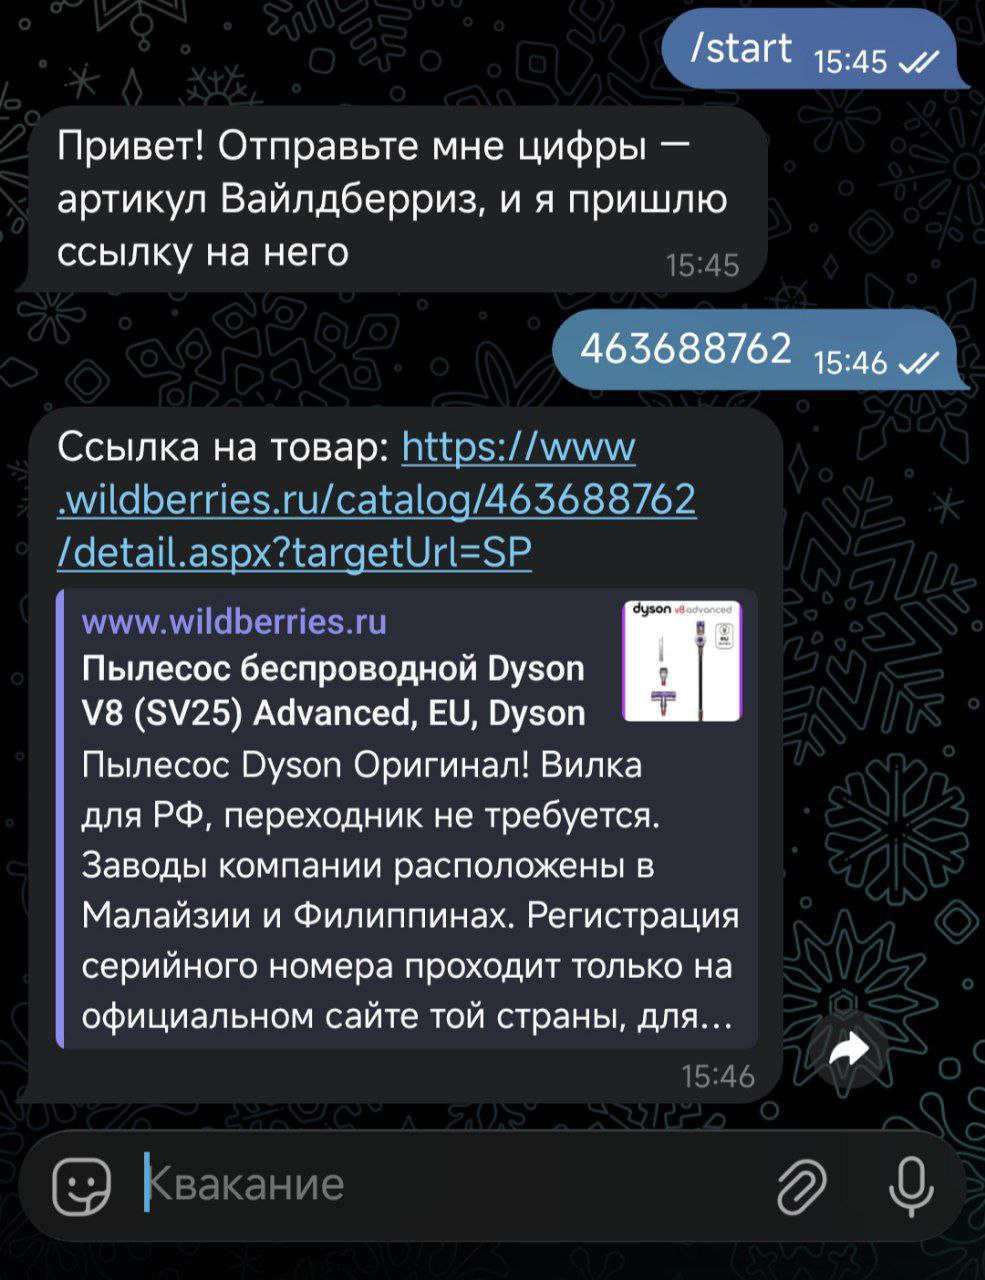 /start 15:45
Привет! Отправьте мне цифры —
артикул Вайлдберриз, и я пришлю
ссылку на него 15:45
463688762 15:46
Ссылка на товар: https://www
.wildberries.ru/catalog/463688762
/detail.aspx?targetUrl=SP
www.wildberries.ru
dyson v8 advanced
Пылесос беспроводной Dyson
V8 (SV25) Advanced, EU, Dyson
Пылесос Dyson Оригинал! Вилка
для РФ, переходник не требуется.
Заводы компании расположены в
Малайзии и Филиппинах. Регистрация
серийного номера проходит только на
официальном сайте той страны, для...
15:46
Квакание